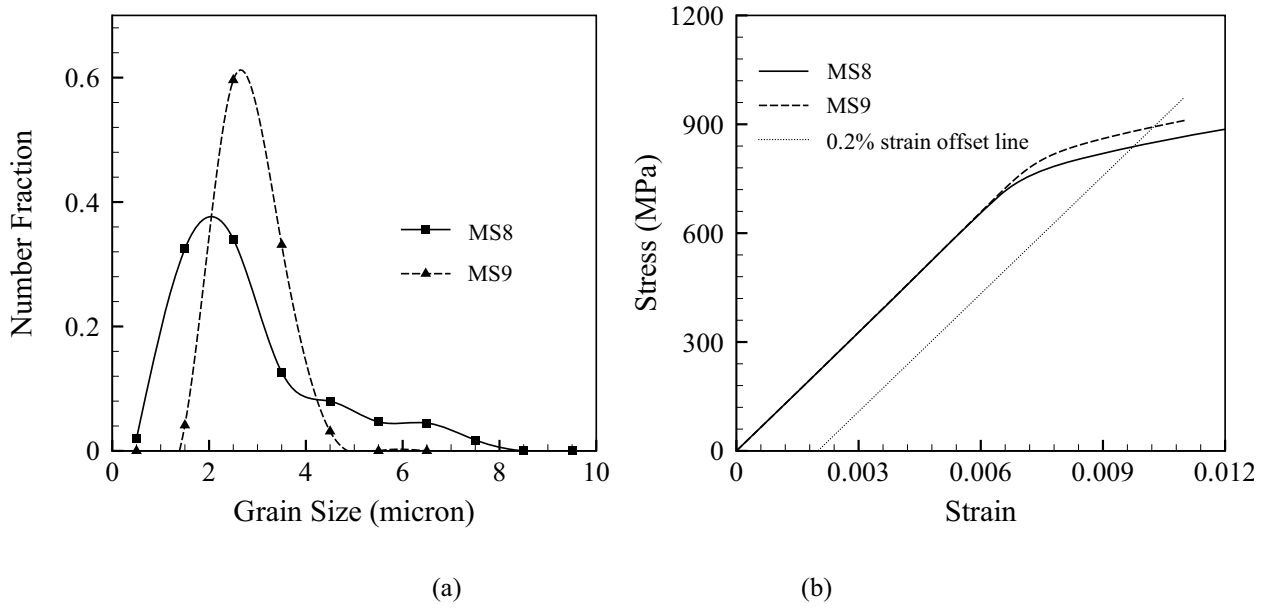 Number Fraction
0.6
0.4
0.2
0
0 2 4 6 8 10
Grain Size (micron)
MS8
MS9
(a)
Stress (MPa)
1200
900
600
300
0
0 0.003 0.006 0.009 0.012
Strain
MS8
MS9
0.2% strain offset line
(b)